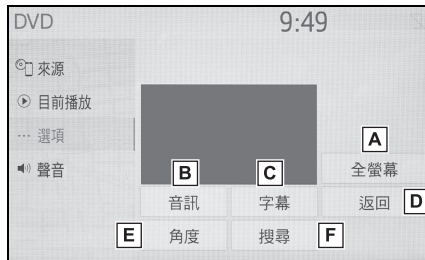 DVD 9:49
來源
目前播放
選項
聲音
A
全螢幕
B C
音訊 字幕 返回 D
E 角度 搜尋 F